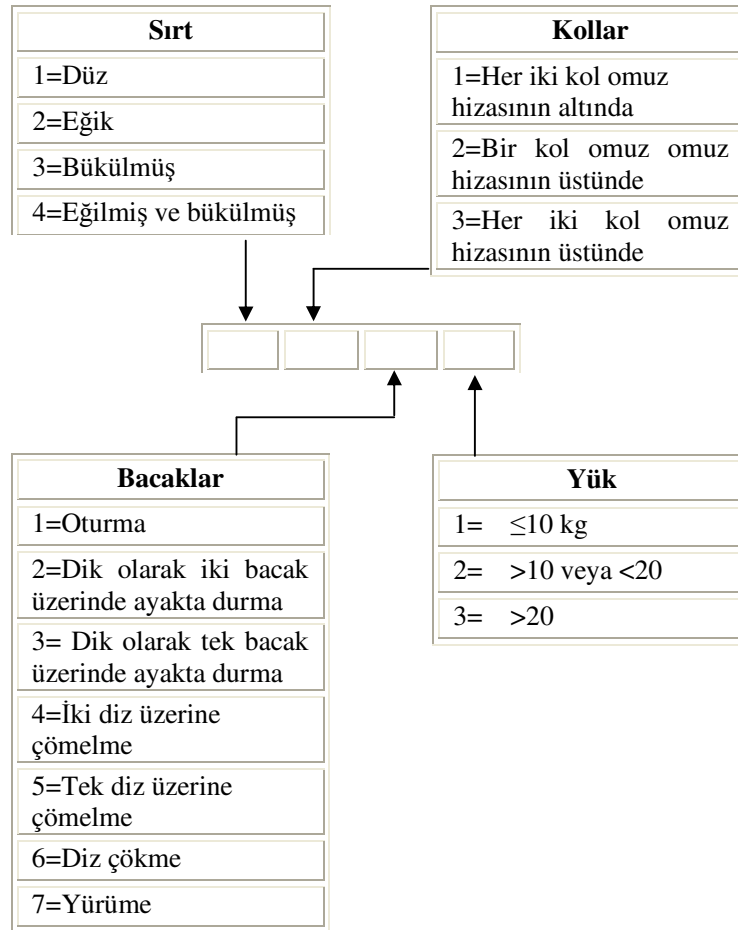 Sırt
1=Düz
2=Eğik
3=Bükülmüş
4=Eğilmiş ve bükülmüş
Kollar
1=Her iki kol omuz
hizasının altında
2=Bir kol omuz omuz
hizasının üstünde
3=Her iki kol omuz
hizasının üstünde
Bacaklar
1=Oturma
2=Dik olarak iki bacak
üzerinde ayakta durma
3= Dik olarak tek bacak
üzerinde ayakta durma
4=İki diz üzerine
çömelme
5=Tek diz üzerine
çömelme
6=Diz çökme
7=Yürüme
Yük
1= ≤10 kg
2= >10 veya <20
3= >20